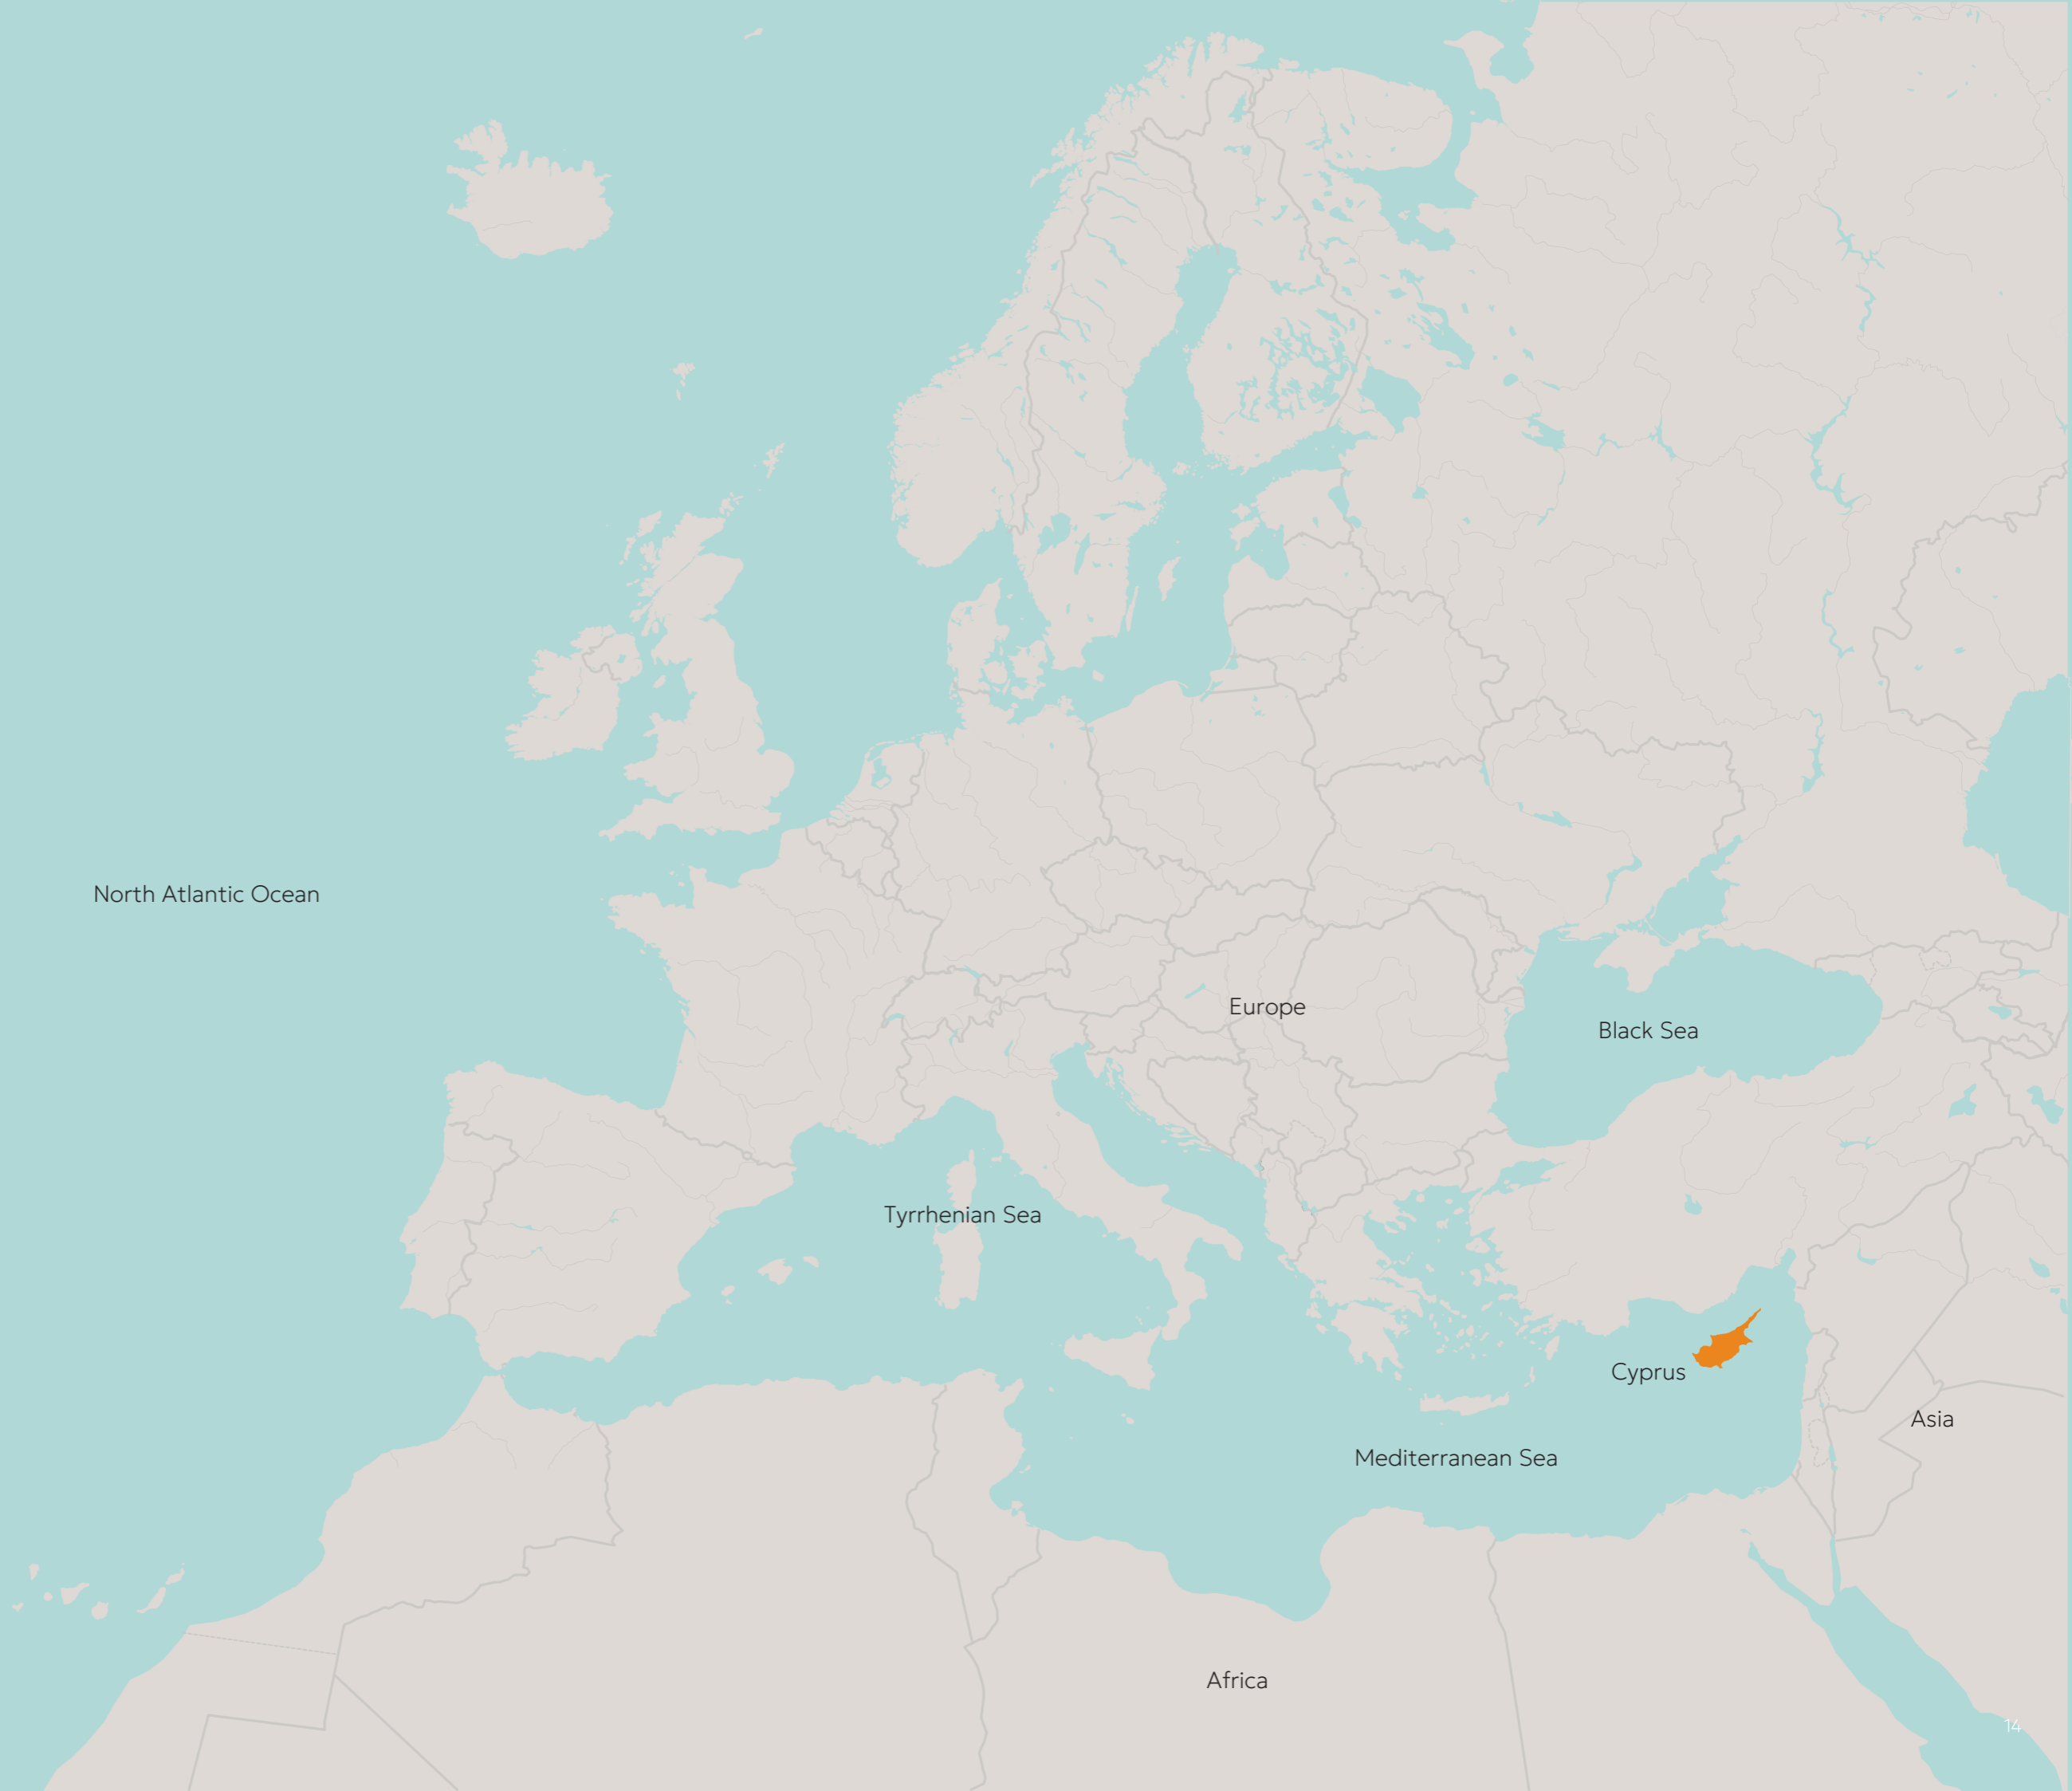 North Atlantic Ocean
Europe
Black Sea
Tyrrhenian Sea
Cyprus
Asia
Mediterranean Sea
Africa
14